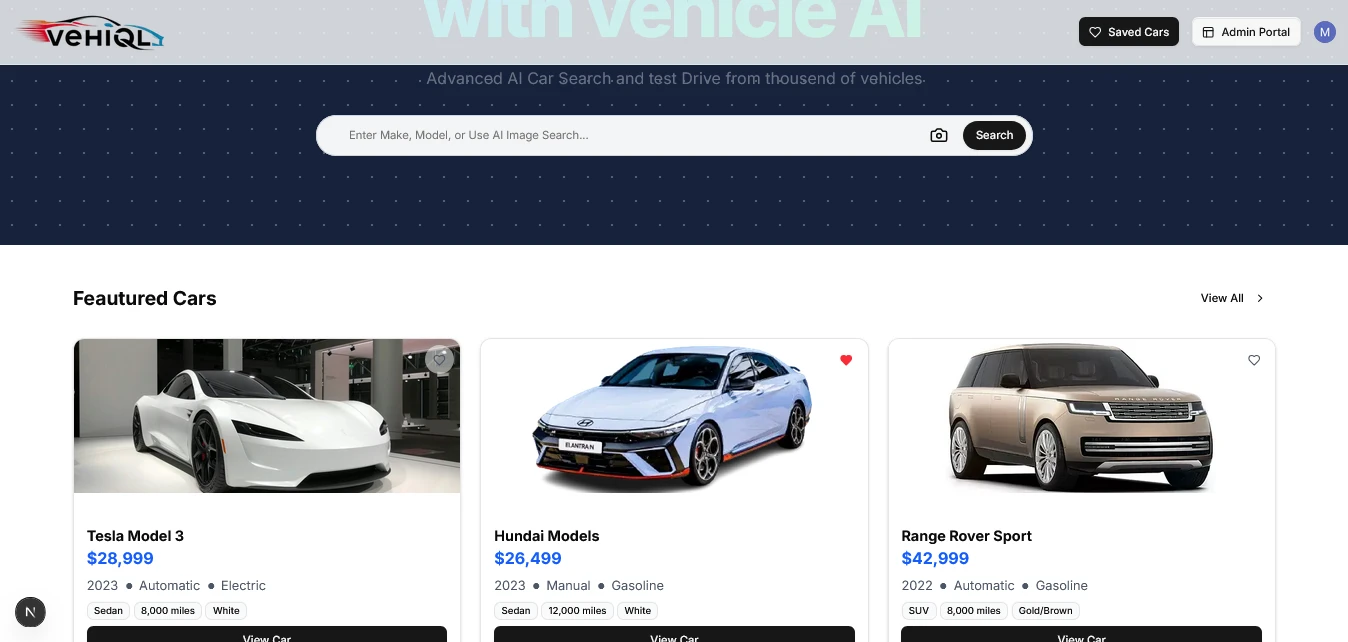 with Vehicle AI
VEHIQL
Saved Cars
Admin Portal
M
Advanced AI Car Search and test Drive from thousend of vehicles.
Enter Make, Model, or Use AI Image Search...
Search
Feautured Cars
View All
ELANTRA N
RANGE ROVER
Tesla Model 3
$28,999
2023 ● Automatic ● Electric
Sedan 8,000 miles White
View Car
Hundai Models
$26,499
2023 ● Manual ● Gasoline
Sedan 12,000 miles White
View Car
Range Rover Sport
$42,999
2022 ● Automatic ● Gasoline
SUV 8,000 miles Gold/Brown
View Car
N